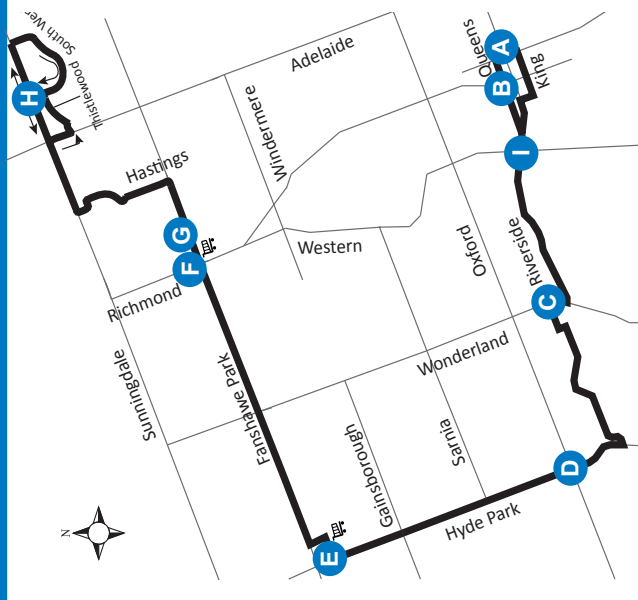 South We
Thistlewood
H
Adelaide
Queens
A
B
King
Windermere
Hastings
I
G
F
Western
Oxford
Riverside
Richmond
C
Sunningdale
Fanshawe Park
Wonderland
Gainsborough
Sarnia
D
Hyde Park
E
N